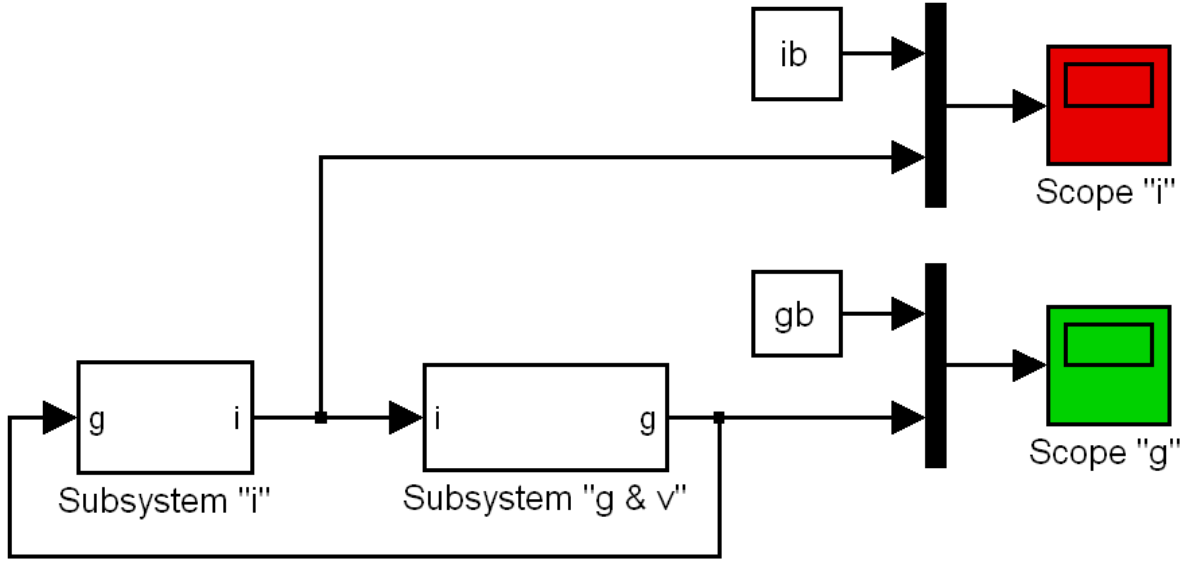 ib
Scope "i"
gb
g i
i g
Scope "g"
Subsystem "i"
Subsystem "g & v"